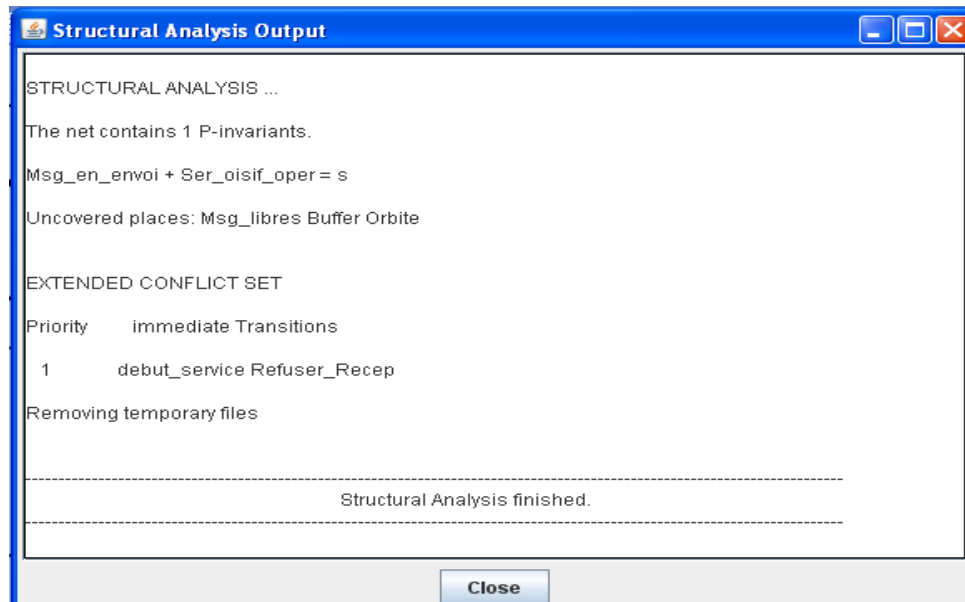 Structural Analysis Output
STRUCTURAL ANALYSIS ...
The net contains 1 P-invariants.
Msg_en_envoi + Ser_oisif_oper = s
Uncovered places: Msg_libres Buffer Orbite
EXTENDED CONFLICT SET
Priority immediate Transitions
1 debut_service Refuser_Recep
Removing temporary files
--------------------------------------------------------------------------------
Structural Analysis finished.
--------------------------------------------------------------------------------
Close